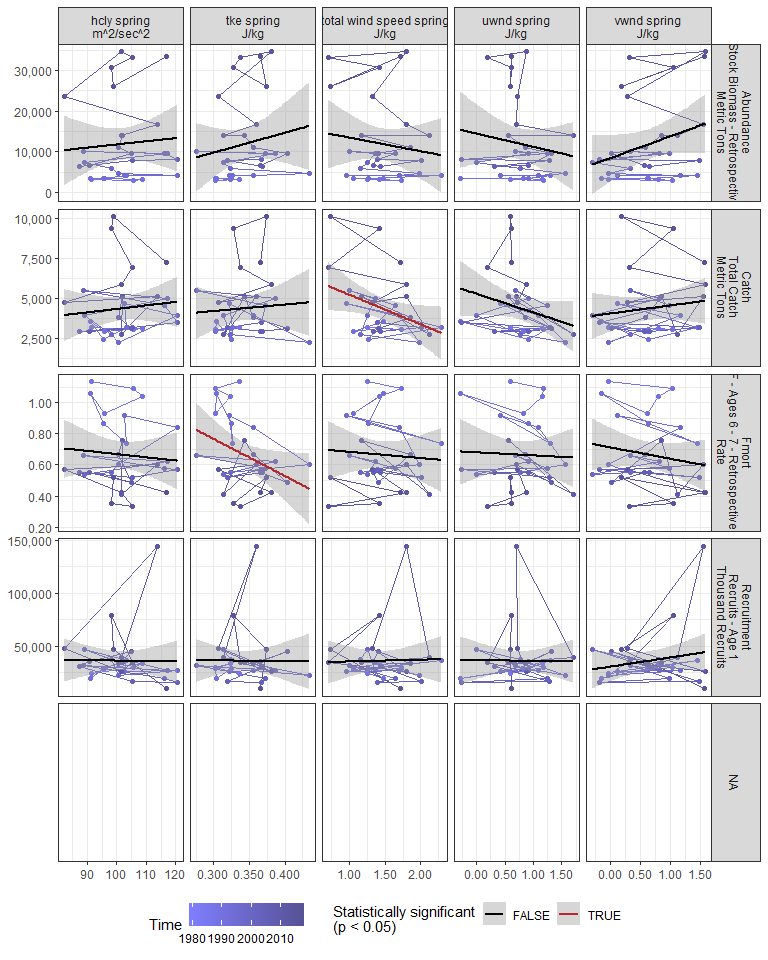 hcly spring
m^2/sec^2
tke spring
J/kg
total wind speed spring
J/kg
uwnd spring
J/kg
vwnd spring
J/kg
30,000
20,000
10,000
0
Abundance
Stock Biomass - Retrospectiv
Metric Tons
10,000
7,500
5,000
2,500
Catch
Total Catch
Metric Tons
1.00
0.80
0.60
0.40
0.20
Fmort
F - Ages 6 - 7 - Retrospective
Rate
150,000
100,000
50,000
Recruitment
Recruits - Age 1
Thousand Recruits
NA
90 100 110 120
0.300 0.350 0.400
1.00 1.50 2.00
0.00 0.50 1.00 1.50
0.00 0.50 1.00 1.50
Time
1980 1990 2000 2010
Statistically significant
(p < 0.05)
FALSE
TRUE